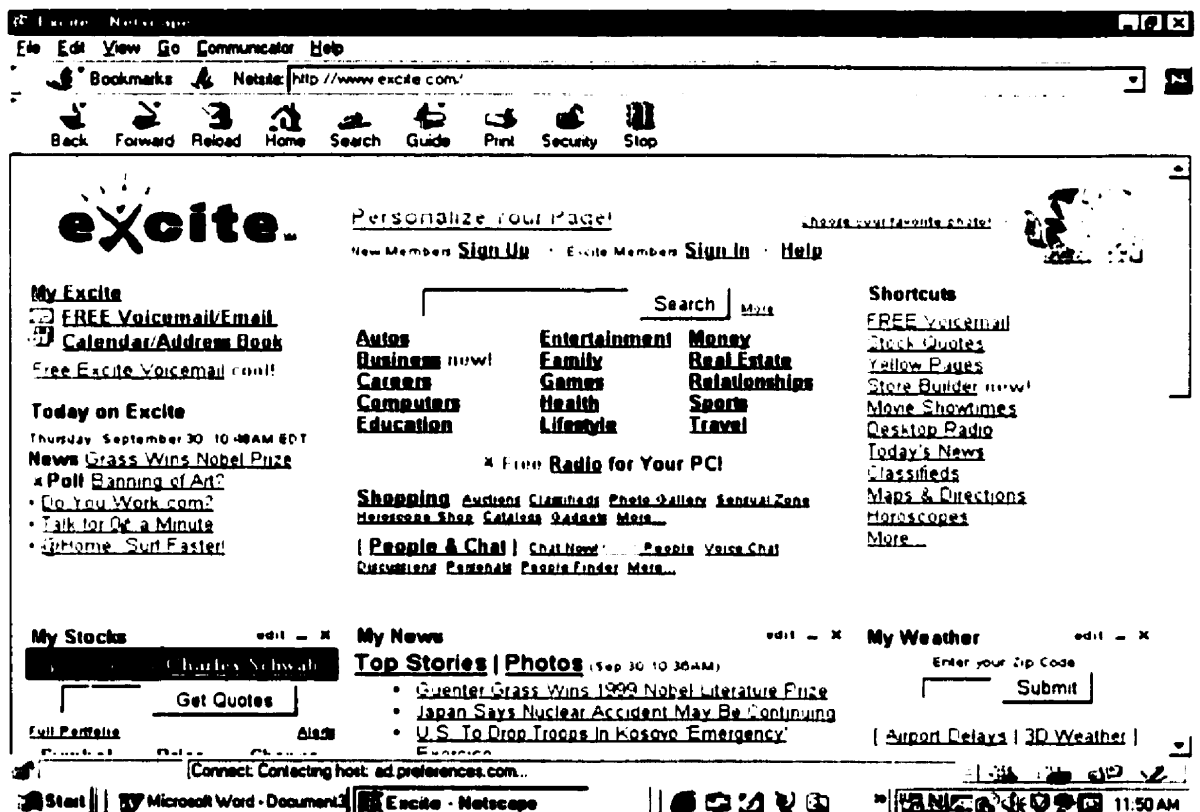 Excite - Netscape
File Edit View Go Communicator Help
Bookmarks Netsite: http://www.excite.com/
Back Forward Reload Home Search Guide Print Security Stop
excite
Personalize Your Page!
Choose your favorite photo!
New Members Sign Up · Excite Members Sign In · Help
My Excite
FREE Voicemail/Email
Calendar/Address Book
Free Excite Voicemail cool!
Today on Excite
Thursday September 30 10:48AM EDT
News Grass Wins Nobel Prize
x Poll Banning of Art?
• Do You Work.com?
• Talk for 0¢ a Minute
• @Home: Surf Faster!
Search More
Autos Entertainment Money
Business new! Family Real Estate
Careers Games Relationships
Computers Health Sports
Education Lifestyle Travel
x Free Radio for Your PC!
Shopping Auctions Classifieds Photo Gallery Sensual Zone
Horoscope Shop Catalogs Gadgets More...
[ People & Chat ] Chat Now! People Voice Chat
Discussions Personals People Finder More...
Shortcuts
FREE Voicemail
Stock Quotes
Yellow Pages
Store Builder new!
Movie Showtimes
Desktop Radio
Today's News
Classifieds
Maps & Directions
Horoscopes
More...
My Stocks edit – x
Charles Schwab
Get Quotes
Full Portfolio Alerts
Symbol Price Change
My News edit – x
Top Stories | Photos (Sep 30 10:36AM)
• Guenter Grass Wins 1999 Nobel Literature Prize
• Japan Says Nuclear Accident May Be Continuing
• U.S. To Drop Troops In Kosovo 'Emergency'
Exercise
My Weather edit – x
Enter your Zip Code
Submit
[ Airport Delays | 3D Weather ]
Connect: Contacting host: ad.preferences.com...
Start Microsoft Word - Document3 Excite - Netscape 11:50 AM